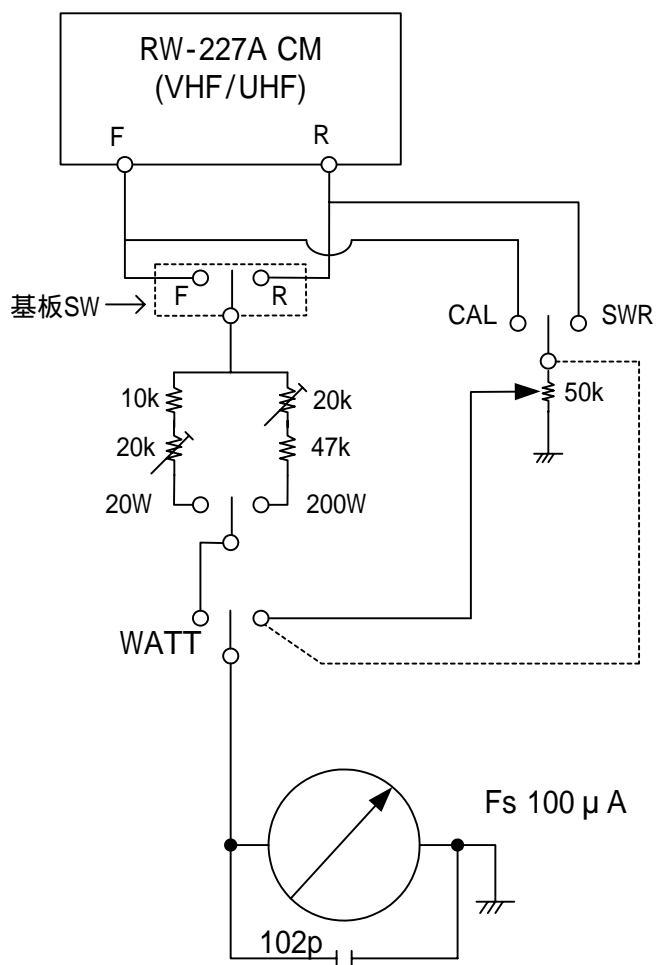 RW-227A CM
(VHF/UHF)
F R
基板SW
F R
CAL SWR
10k 20k 50k
20k 47k
20W 200W
WATT
Fs 100 μ A
102p